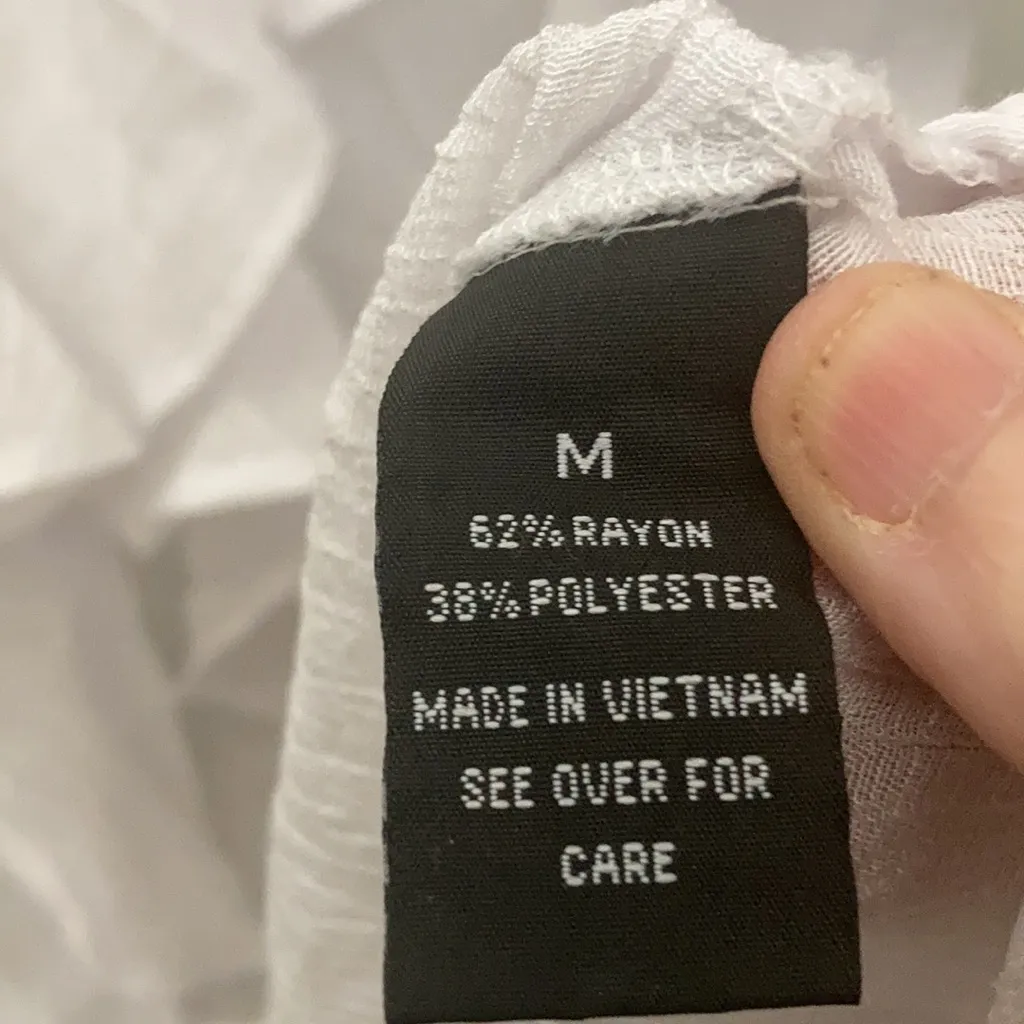 M
62% RAYON
38% POLYESTER
MADE IN VIETNAM
SEE OVER FOR
CARE